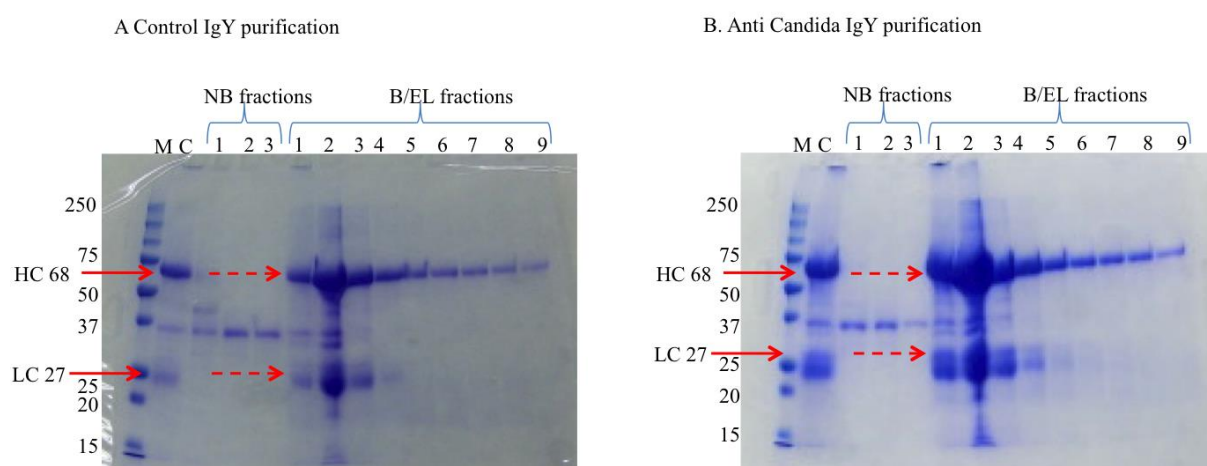 A Control IgY purification
NB fractions
B/EL fractions
M C 1 2 3 1 2 3 4 5 6 7 8 9
250
75
HC 68
50
37
LC 27
25
20
15
B. Anti Candida IgY purification
NB fractions
B/EL fractions
M C 1 2 3 1 2 3 4 5 6 7 8 9
250
75
HC 68
50
37
LC 27
25
20
15